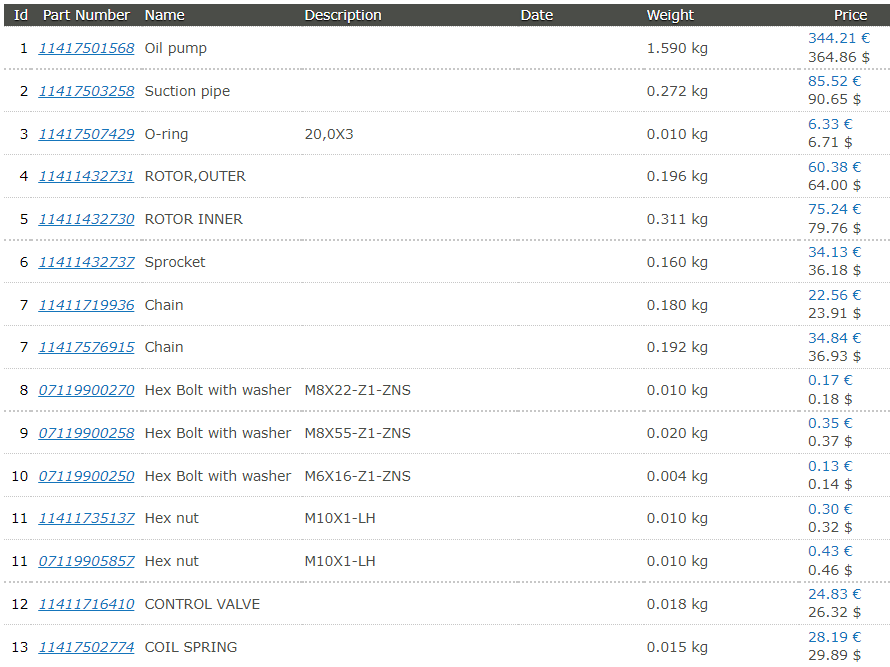 Id Part Number Name Description Date Weight Price
1 11417501568 Oil pump 1.590 kg 344.21 €
364.86 $
2 11417503258 Suction pipe 0.272 kg 85.52 €
90.65 $
3 11417507429 O-ring 20,0X3 0.010 kg 6.33 €
6.71 $
4 11411432731 ROTOR,OUTER 0.196 kg 60.38 €
64.00 $
5 11411432730 ROTOR INNER 0.311 kg 75.24 €
79.76 $
6 11411432737 Sprocket 0.160 kg 34.13 €
36.18 $
7 11411719936 Chain 0.180 kg 22.56 €
23.91 $
7 11417576915 Chain 0.192 kg 34.84 €
36.93 $
8 07119900270 Hex Bolt with washer M8X22-Z1-ZNS 0.010 kg 0.17 €
0.18 $
9 07119900258 Hex Bolt with washer M8X55-Z1-ZNS 0.020 kg 0.35 €
0.37 $
10 07119900250 Hex Bolt with washer M6X16-Z1-ZNS 0.004 kg 0.13 €
0.14 $
11 11411735137 Hex nut M10X1-LH 0.010 kg 0.30 €
0.32 $
11 07119905857 Hex nut M10X1-LH 0.010 kg 0.43 €
0.46 $
12 11411716410 CONTROL VALVE 0.018 kg 24.83 €
26.32 $
13 11417502774 COIL SPRING 0.015 kg 28.19 €
29.89 $